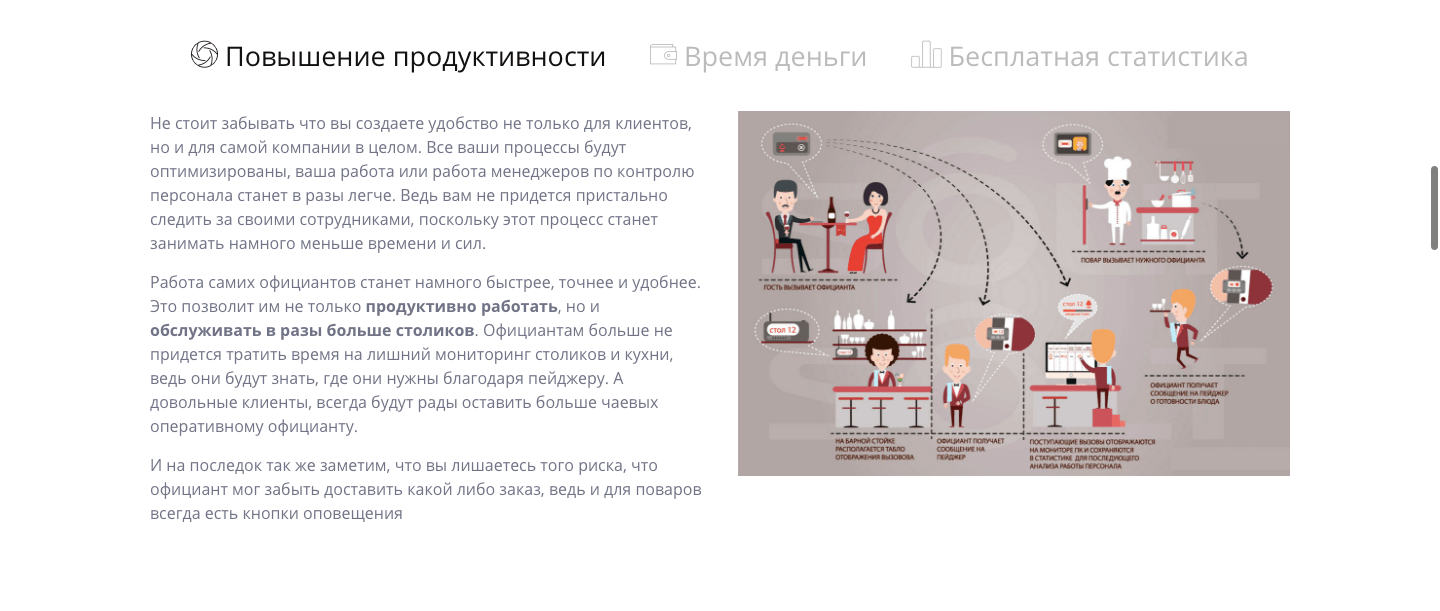 Повышение продуктивности
Время деньги
Бесплатная статистика
Не стоит забывать что вы создаете удобство не только для клиентов,
но и для самой компании в целом. Все ваши процессы будут
оптимизированы, ваша работа или работа менеджеров по контролю
персонала станет в разы легче. Ведь вам не придется пристально
следить за своими сотрудниками, поскольку этот процесс станет
занимать намного меньше времени и сил.
Работа самих официантов станет намного быстрее, точнее и удобнее.
Это позволит им не только продуктивно работать, но и
обслуживать в разы больше столиков. Официантам больше не
придется тратить время на лишний мониторинг столиков и кухни,
ведь они будут знать, где они нужны благодаря пейджеру. А
довольные клиенты, всегда будут рады оставить больше чаевых
оперативному официанту.
И на последок так же заметим, что вы лишаетесь того риска, что
официант мог забыть доставить какой либо заказ, ведь и для поваров
всегда есть кнопки оповещения
ГОСТЬ ВЫЗЫВАЕТ ОФИЦИАНТА
ПОВАР ВЫЗЫВАЕТ НУЖНОГО ОФИЦИАНТА
СТОЛ 12
СТОЛ 12
НА БАРНОЙ СТОЙКЕ
РАСПОЛАГАЕТСЯ ТАБЛО
ОТОБРАЖЕНИЯ ВЫЗОВОВА
ОФИЦИАНТ ПОЛУЧАЕТ
СООБЩЕНИЕ НА
ПЕЙДЖЕР
ПОСТУПАЮЩИЕ ВЫЗОВЫ ОТОБРАЖАЮТСЯ
НА МОНИТОРЕ ПК И СОХРАНЯЮТСЯ
В СТАТИСТИКЕ ДЛЯ ПОСЛЕДУЮЩЕГО
АНАЛИЗА РАБОТЫ ПЕРСОНАЛА
ОФИЦИАНТ ПОЛУЧАЕТ
СООБЩЕНИЕ НА ПЕЙДЖЕР
О ГОТОВНОСТИ БЛЮДА